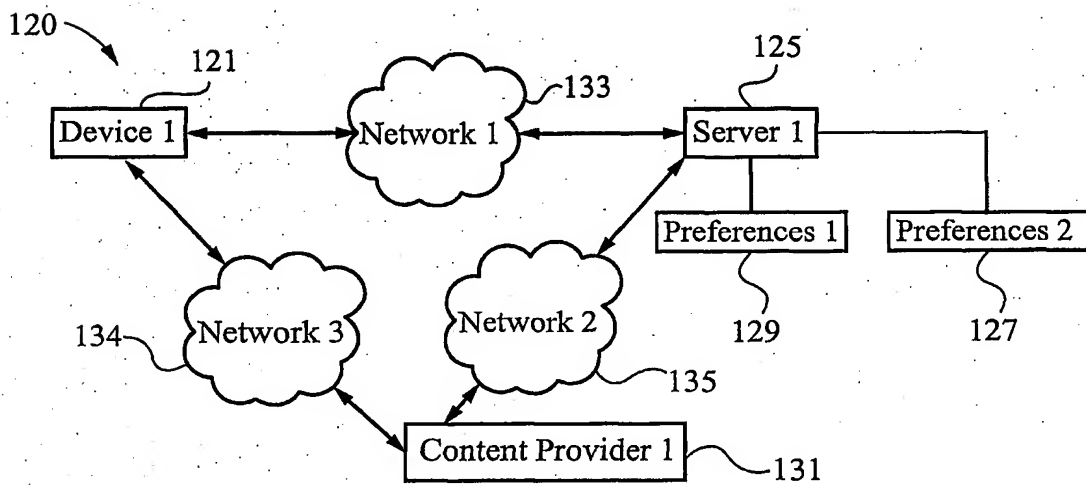 120
121
133
125
Device 1
Network 1
Server 1
Preferences 1
Preferences 2
134
Network 3
Network 2
129
127
135
Content Provider 1
131